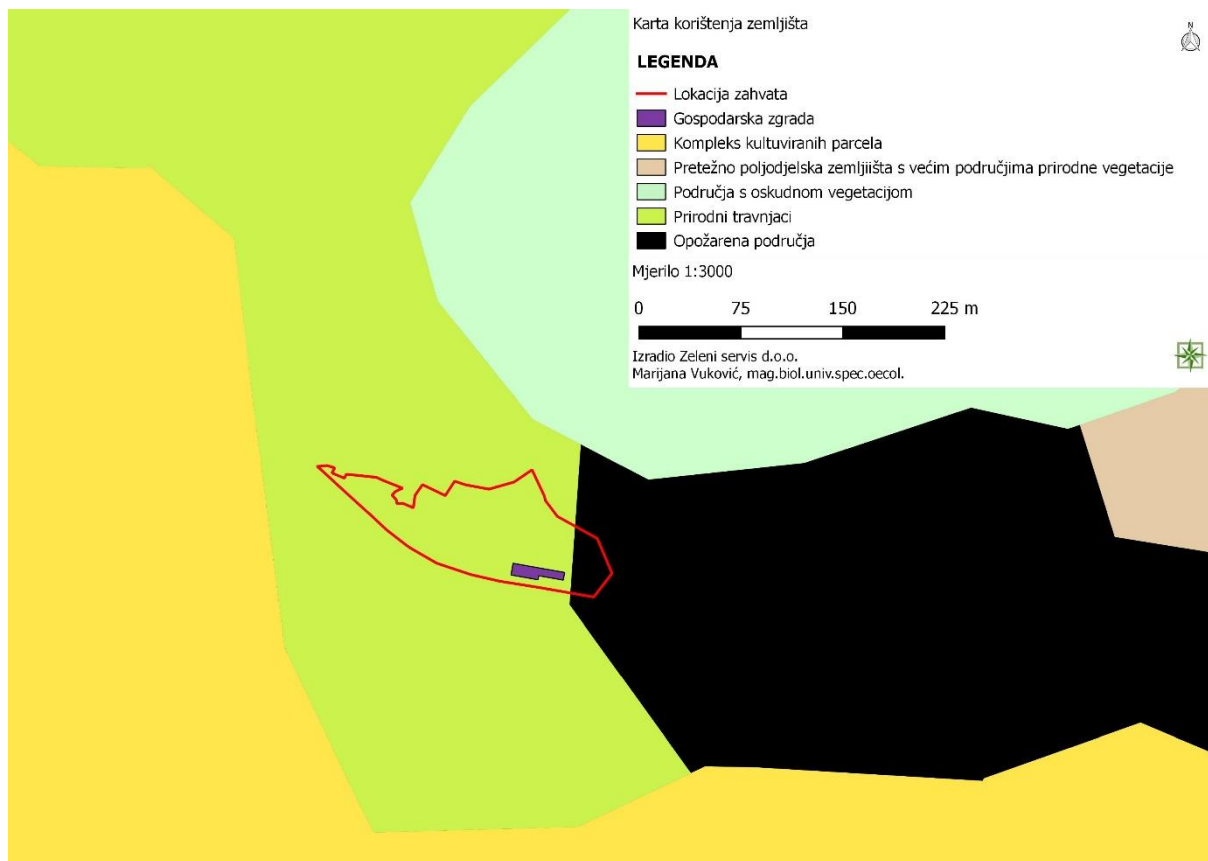 Karta korištenja zemljišta
N
LEGENDA
Lokacija zahvata
Gospodarska zgrada
Kompleks kultuviranih parcela
Pretežno poljodjelska zemljiišta s većim područjima prirodne vegetacije
Područja s oskudnom vegetacijom
Prirodni travnjaci
Opožarena područja
Mjerilo 1:3000
0 75 150 225 m
Izradio Zeleni servis d.o.o.
Marijana Vuković, mag.biol.univ.spec.oecol.